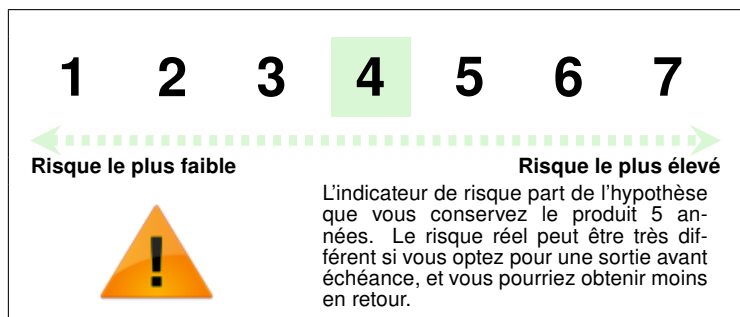 1 2 3 4 5 6 7
Risque le plus faible Risque le plus élevé
L'indicateur de risque part de l'hypothèse
que vous conservez le produit 5 an-
nées. Le risque réel peut être très dif-
férent si vous optez pour une sortie avant
échéance, et vous pourriez obtenir moins
en retour.